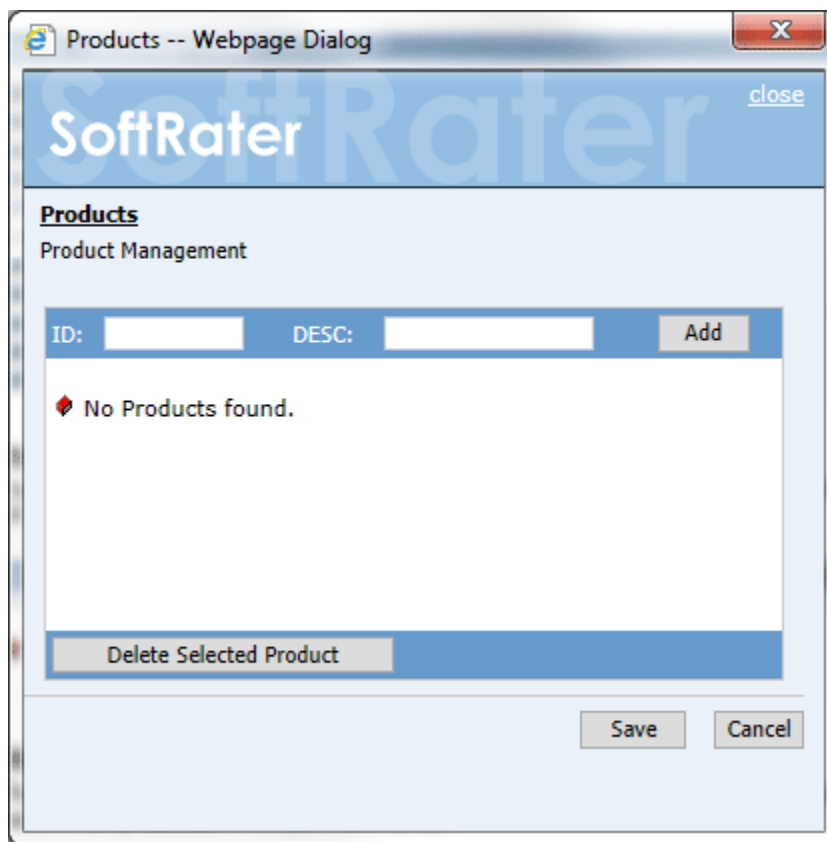 Products -- Webpage Dialog
close
SoftRater
SoftRater
Products
Product Management
ID: DESC: Add
No Products found.
Delete Selected Product
Save Cancel